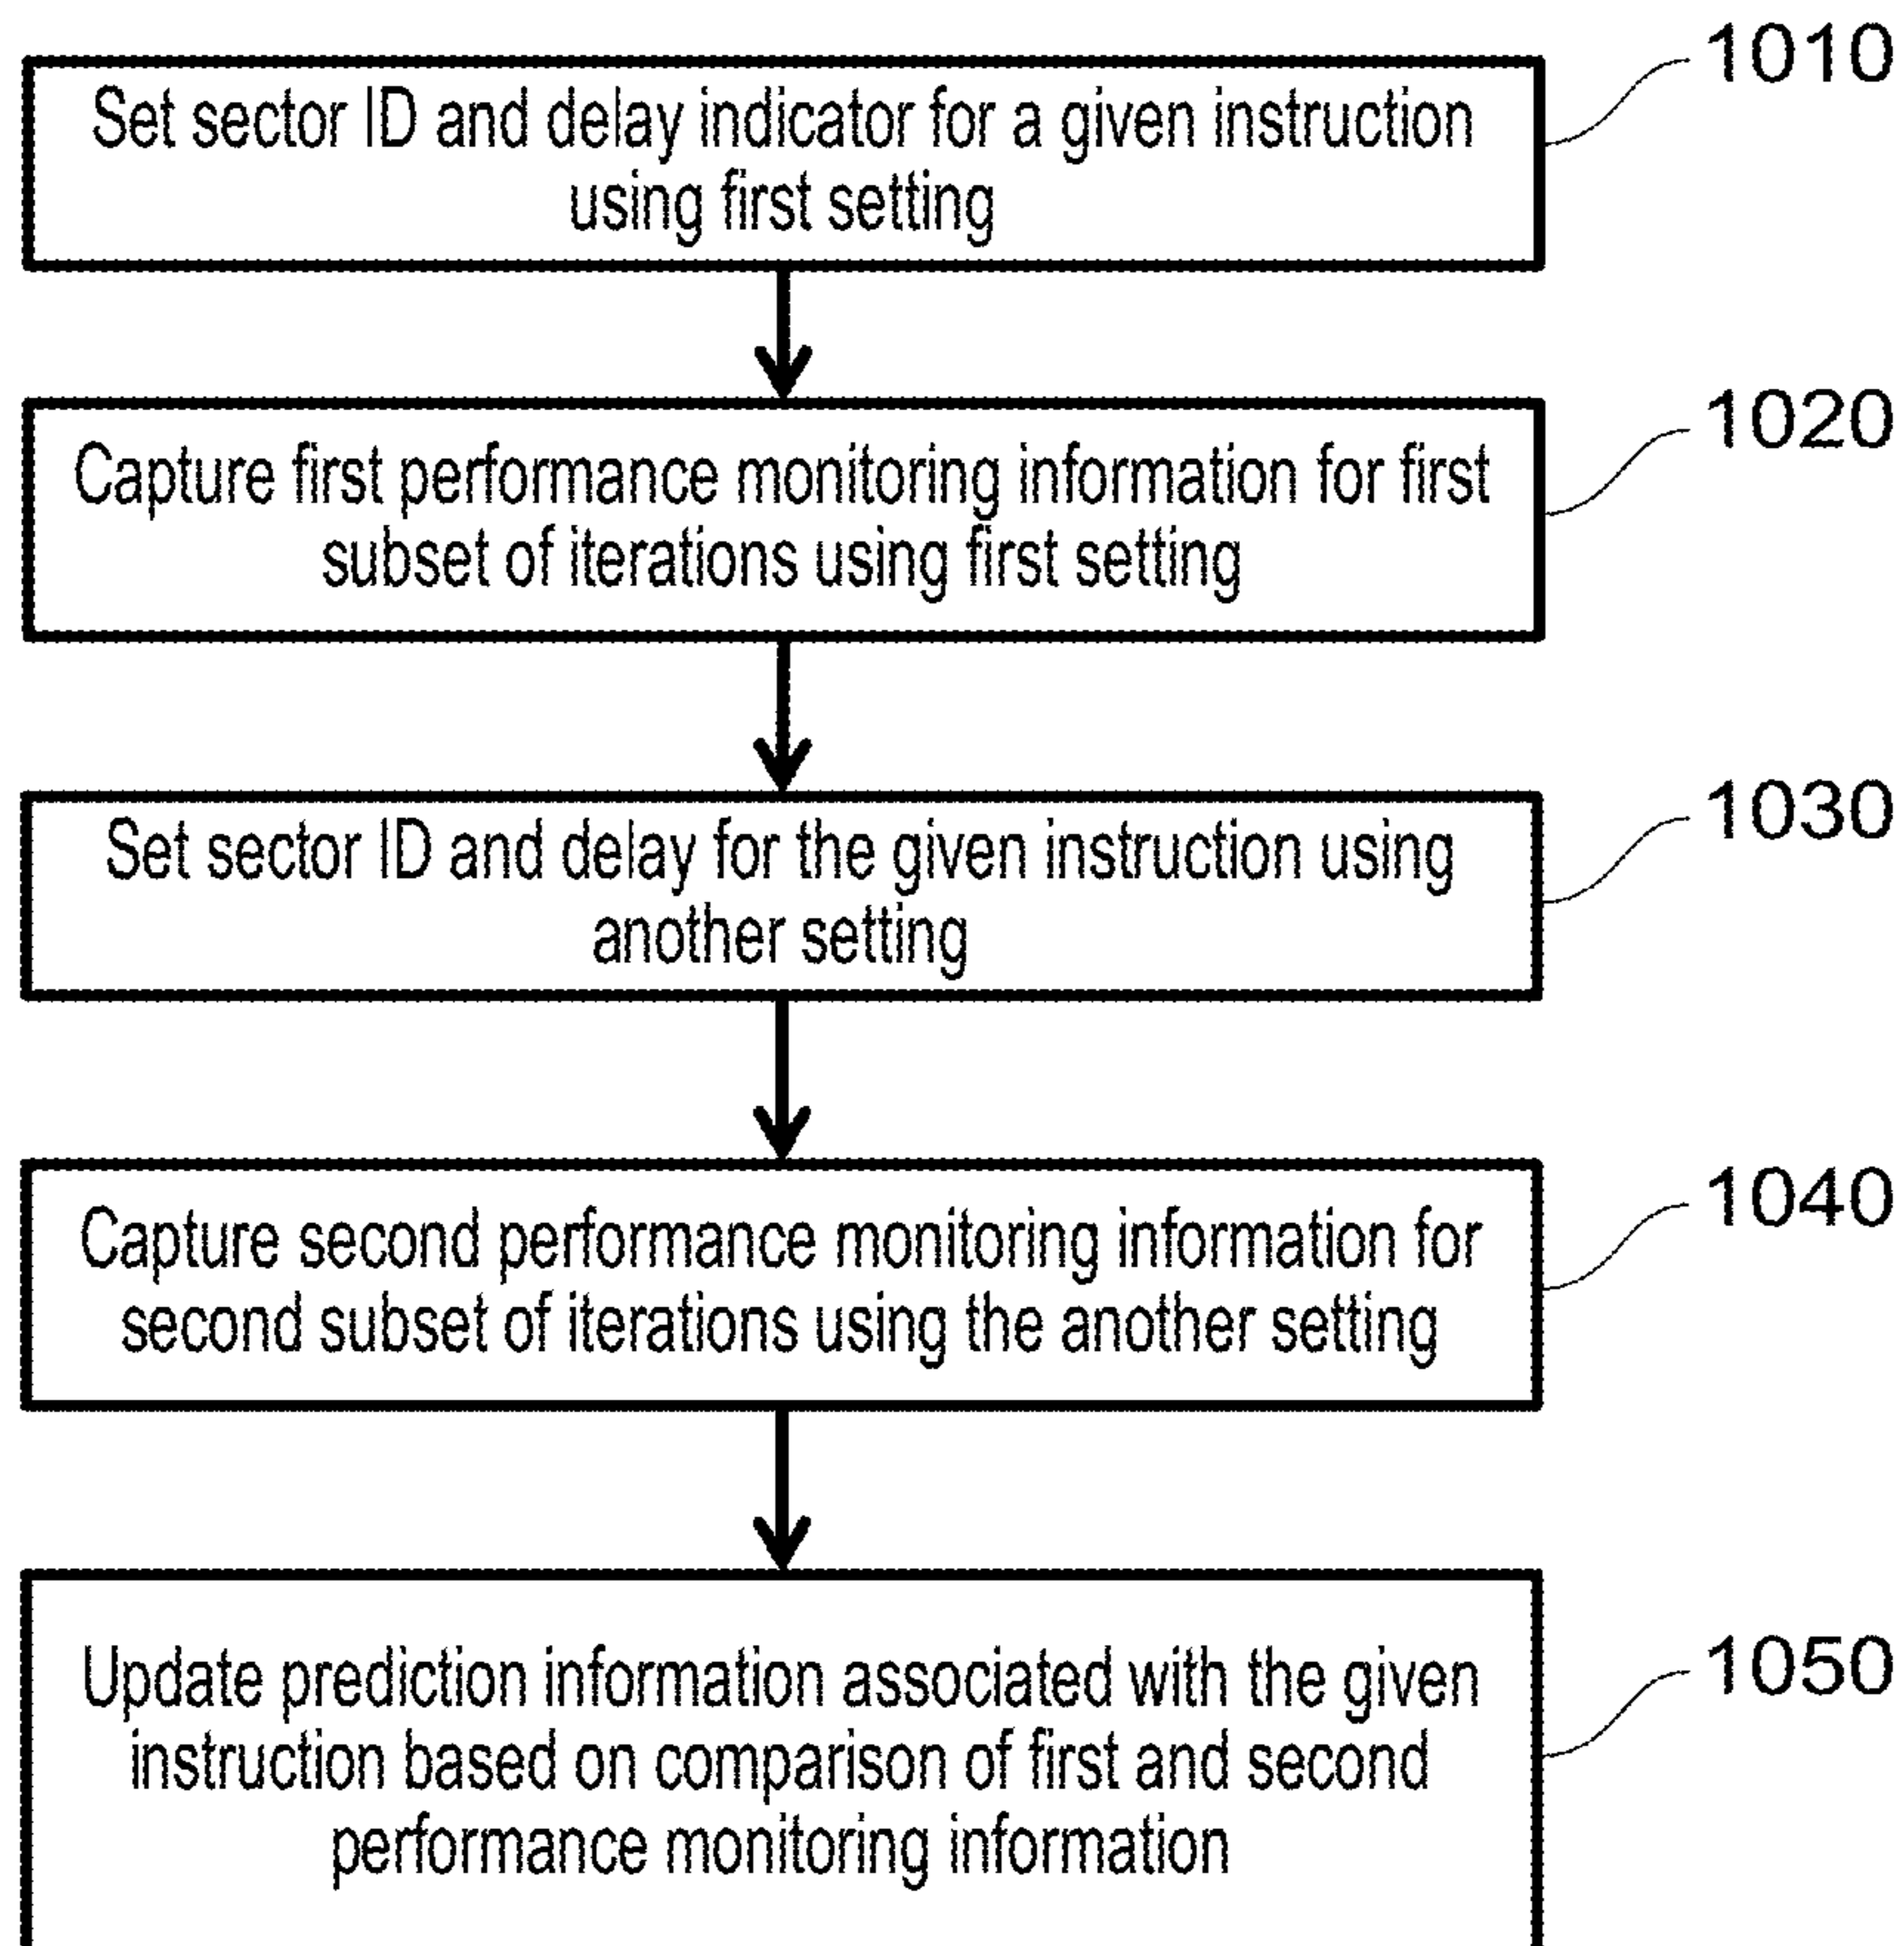 1010
Set sector ID and delay indicator for a given instruction
using first setting
1020
Capture first performance monitoring information for first
subset of iterations using first setting
1030
Set sector ID and delay for the given instruction using
another setting
1040
Capture second performance monitoring information for
second subset of iterations using the another setting
1050
Update prediction information associated with the given
instruction based on comparison of first and second
performance monitoring information